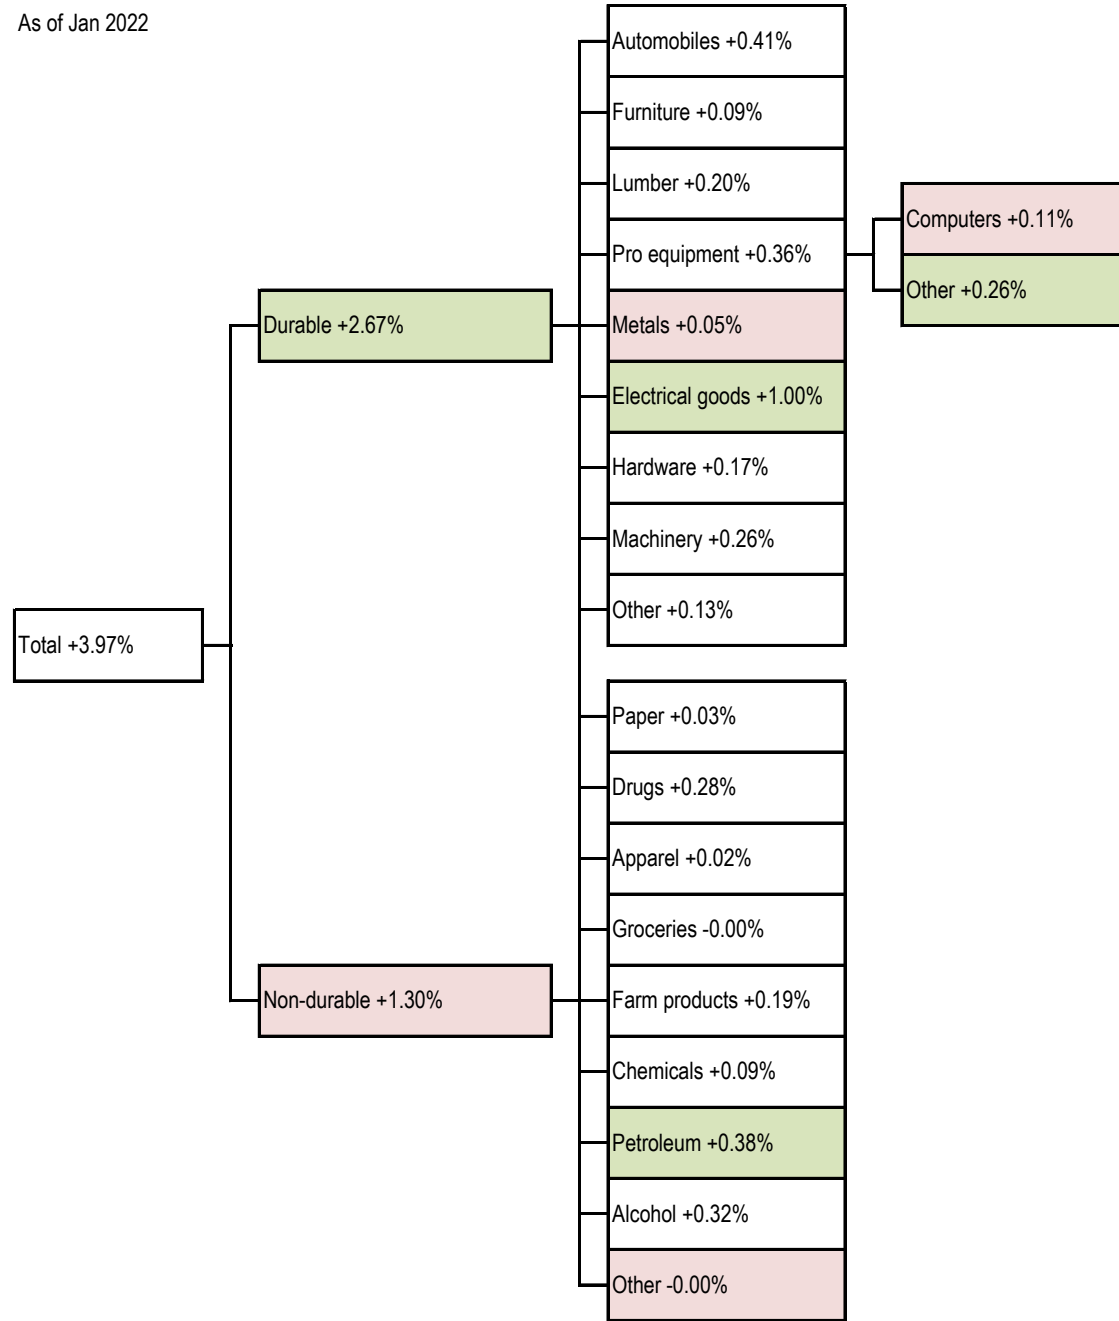 As of Jan 2022
Total +3.97%
Durable +2.67%
Automobiles +0.41%
Furniture +0.09%
Lumber +0.20%
Pro equipment +0.36%
Computers +0.11%
Other +0.26%
Metals +0.05%
Electrical goods +1.00%
Hardware +0.17%
Machinery +0.26%
Other +0.13%
Non-durable +1.30%
Paper +0.03%
Drugs +0.28%
Apparel +0.02%
Groceries -0.00%
Farm products +0.19%
Chemicals +0.09%
Petroleum +0.38%
Alcohol +0.32%
Other -0.00%